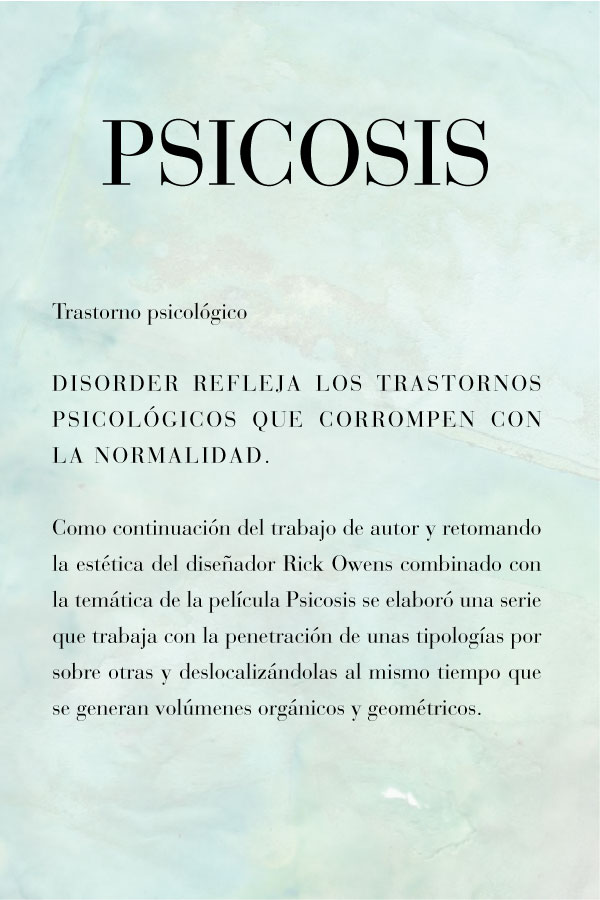 PSICOSIS
Trastorno psicológico
DISORDER REFLEJA LOS TRASTORNOS
PSICOLÓGICOS QUE CORROMPEN CON
LA NORMALIDAD.
Como continuación del trabajo de autor y retomando
la estética del diseñador Rick Owens combinado con
la temática de la película Psicosis se elaboró una serie
que trabaja con la penetración de unas tipologías por
sobre otras y deslocalizándolas al mismo tiempo que
se generan volúmenes orgánicos y geométricos.